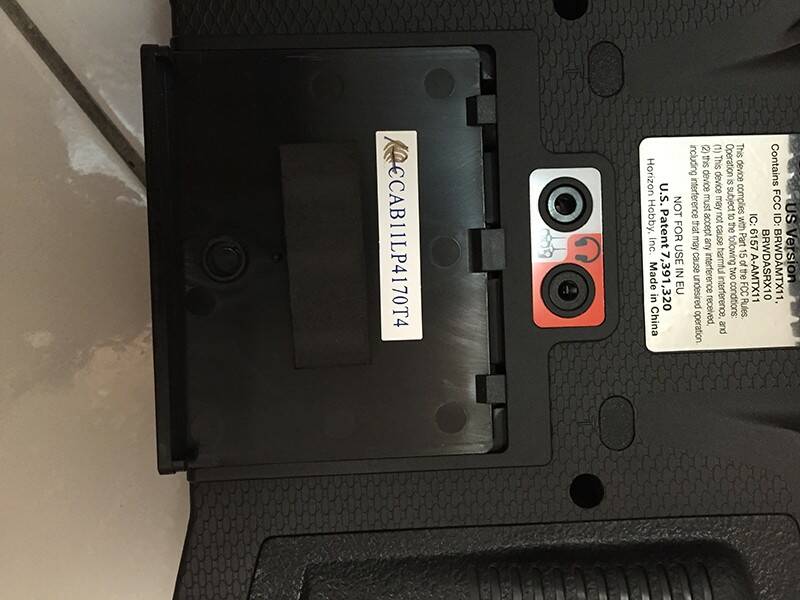 CCAB11LP4170T4
US Version
Contains FCC ID: BRWDAMTX11,
BRWDASRX10
IC: 6157 A-AMTX11
This device complies with Part 15 of the FCC Rules.
Operation is subject to the following two conditions:
(1) This device may not cause harmful interference, and
(2) this device must accept any interference received,
including interference that may cause undesired operation.
NOT FOR USE IN EU
U.S. Patent 7,391,320
Horizon Hobby, Inc. Made in China